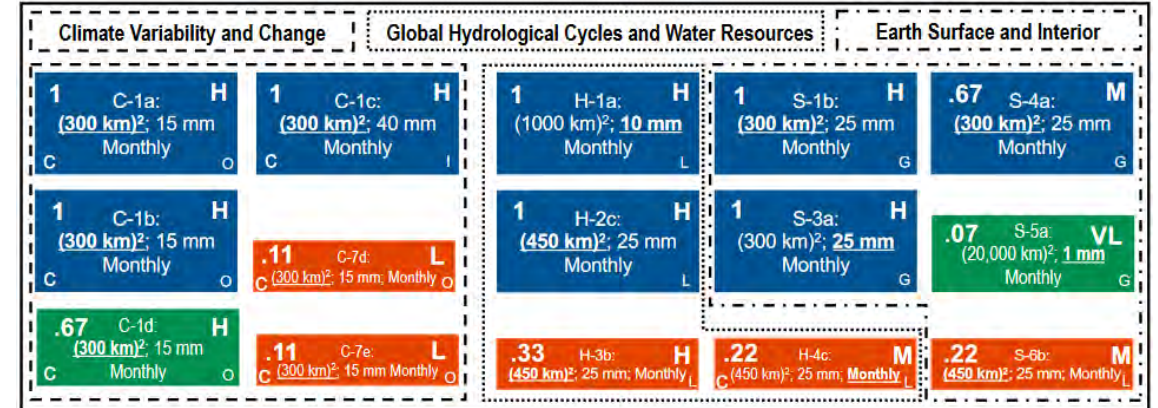 Climate Variability and Change
Global Hydrological Cycles and Water Resources
Earth Surface and Interior
1 C-1a: H
(300 km)²; 15 mm
Monthly
C O
1 C-1c: H
(300 km)²; 40 mm
Monthly
C I
1 H-1a: H
(1000 km)²; 10 mm
Monthly
L
1 S-1b: H
(300 km)²; 25 mm
Monthly
G
.67 S-4a: M
(300 km)²; 25 mm
Monthly
G
1 C-1b: H
(300 km)²; 15 mm
Monthly
C O
.11 C-7d: L
C (300 km)²; 15 mm; Monthly O
1 H-2c: H
(450 km)²; 25 mm
Monthly
L
1 S-3a: H
(300 km)²; 25 mm
Monthly
G
.07 S-5a: VL
(20,000 km)²; 1 mm
Monthly
G
.67 C-1d: H
(300 km)²; 15 mm
C Monthly O
.11 C-7e: L
C (300 km)²; 15 mm Monthly O
.33 H-3b: H
(450 km)²; 25 mm; Monthly L
.22 H-4c: M
C (450 km)²; 25 mm; Monthly L
.22 S-6b: M
(450 km)²; 25 mm; Monthly L